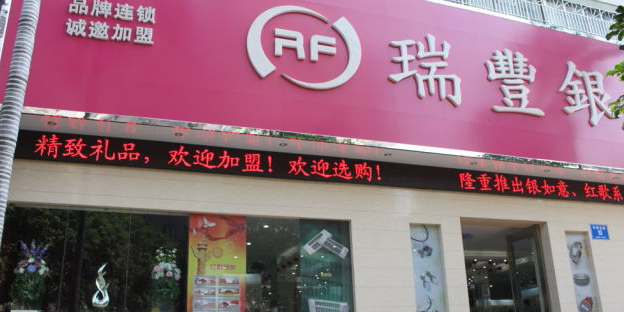 品牌连锁
诚邀加盟
RF
瑞豐銀
精致礼品，欢迎加盟！欢迎选购！
隆重推出银如意、红歌系